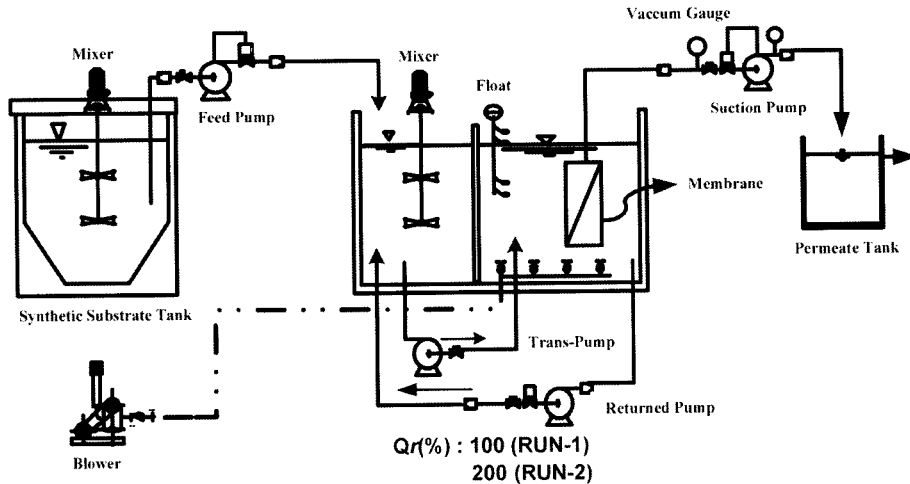 Vaccum Gauge
Mixer
Mixer
Feed Pump
Float
Suction Pump
Membrane
Permeate Tank
Synthetic Substrate Tank
Trans-Pump
Returned Pump
Blower
Qr(%) : 100 (RUN-1)
200 (RUN-2)